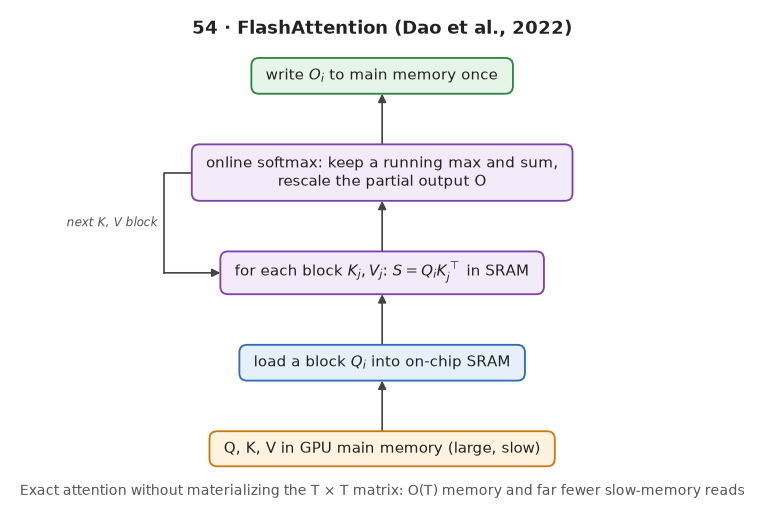 54 · FlashAttention (Dao et al., 2022)
write Oᵢ to main memory once
online softmax: keep a running max and sum,
rescale the partial output O
next K, V block
for each block Kⱼ, Vⱼ: S = QᵢKⱼ⊤ in SRAM
load a block Qᵢ into on-chip SRAM
Q, K, V in GPU main memory (large, slow)
Exact attention without materializing the T × T matrix: O(T) memory and far fewer slow-memory reads